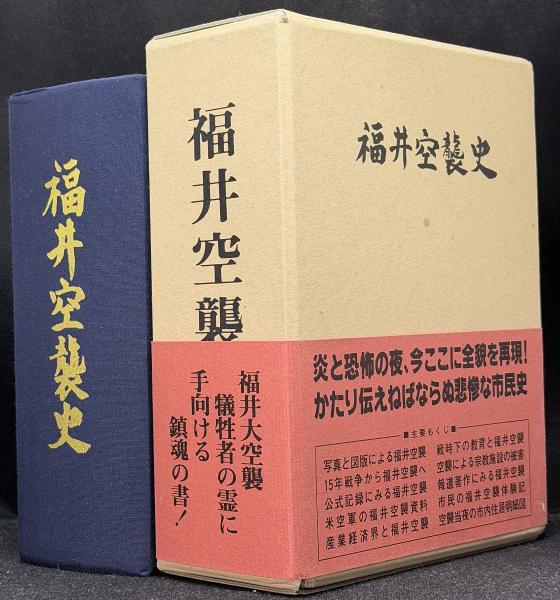 福井空襲史
福井空襲
福井空襲史
福井大空襲
犠牲者の霊に
手向ける
鎮魂の書！
炎と恐怖の夜、今ここに全貌を再現！
かたり伝えねばならぬ悲惨な市民史
■主要もくじ■
写真と図版による福井空襲
15年戦争から福井空襲へ
公式記録にみる福井空襲
米空軍の福井空襲資料
産業経済界と福井空襲
戦時下の教育と福井空襲
空襲による宗教施設の被害
報道著作にみる福井空襲
市民の福井空襲体験記
空襲当夜の市内住居明細図